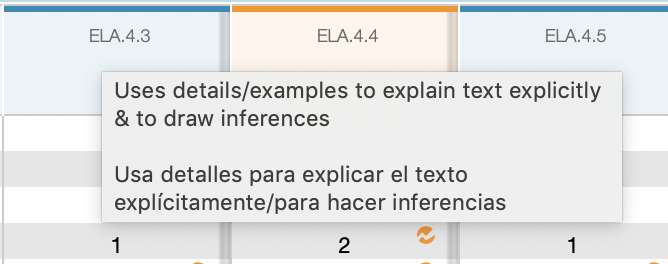 ELA.4.3 ELA.4.4 ELA.4.5
Uses details/examples to explain text explicitly
& to draw inferences
Usa detalles para explicar el texto
explícitamente/para hacer inferencias
1 2 1